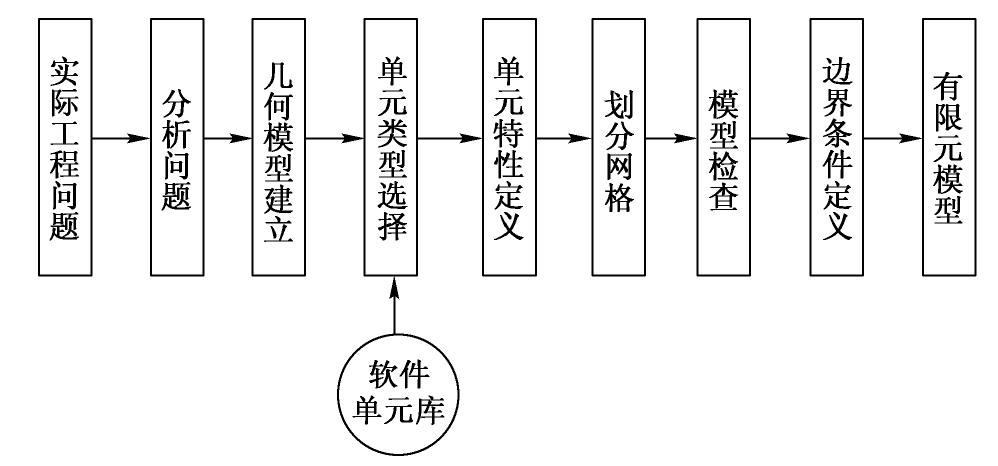 实际工程问题
分析问题
几何模型建立
单元类型选择
单元特性定义
划分网格
模型检查
边界条件定义
有限元模型
软件
单元库